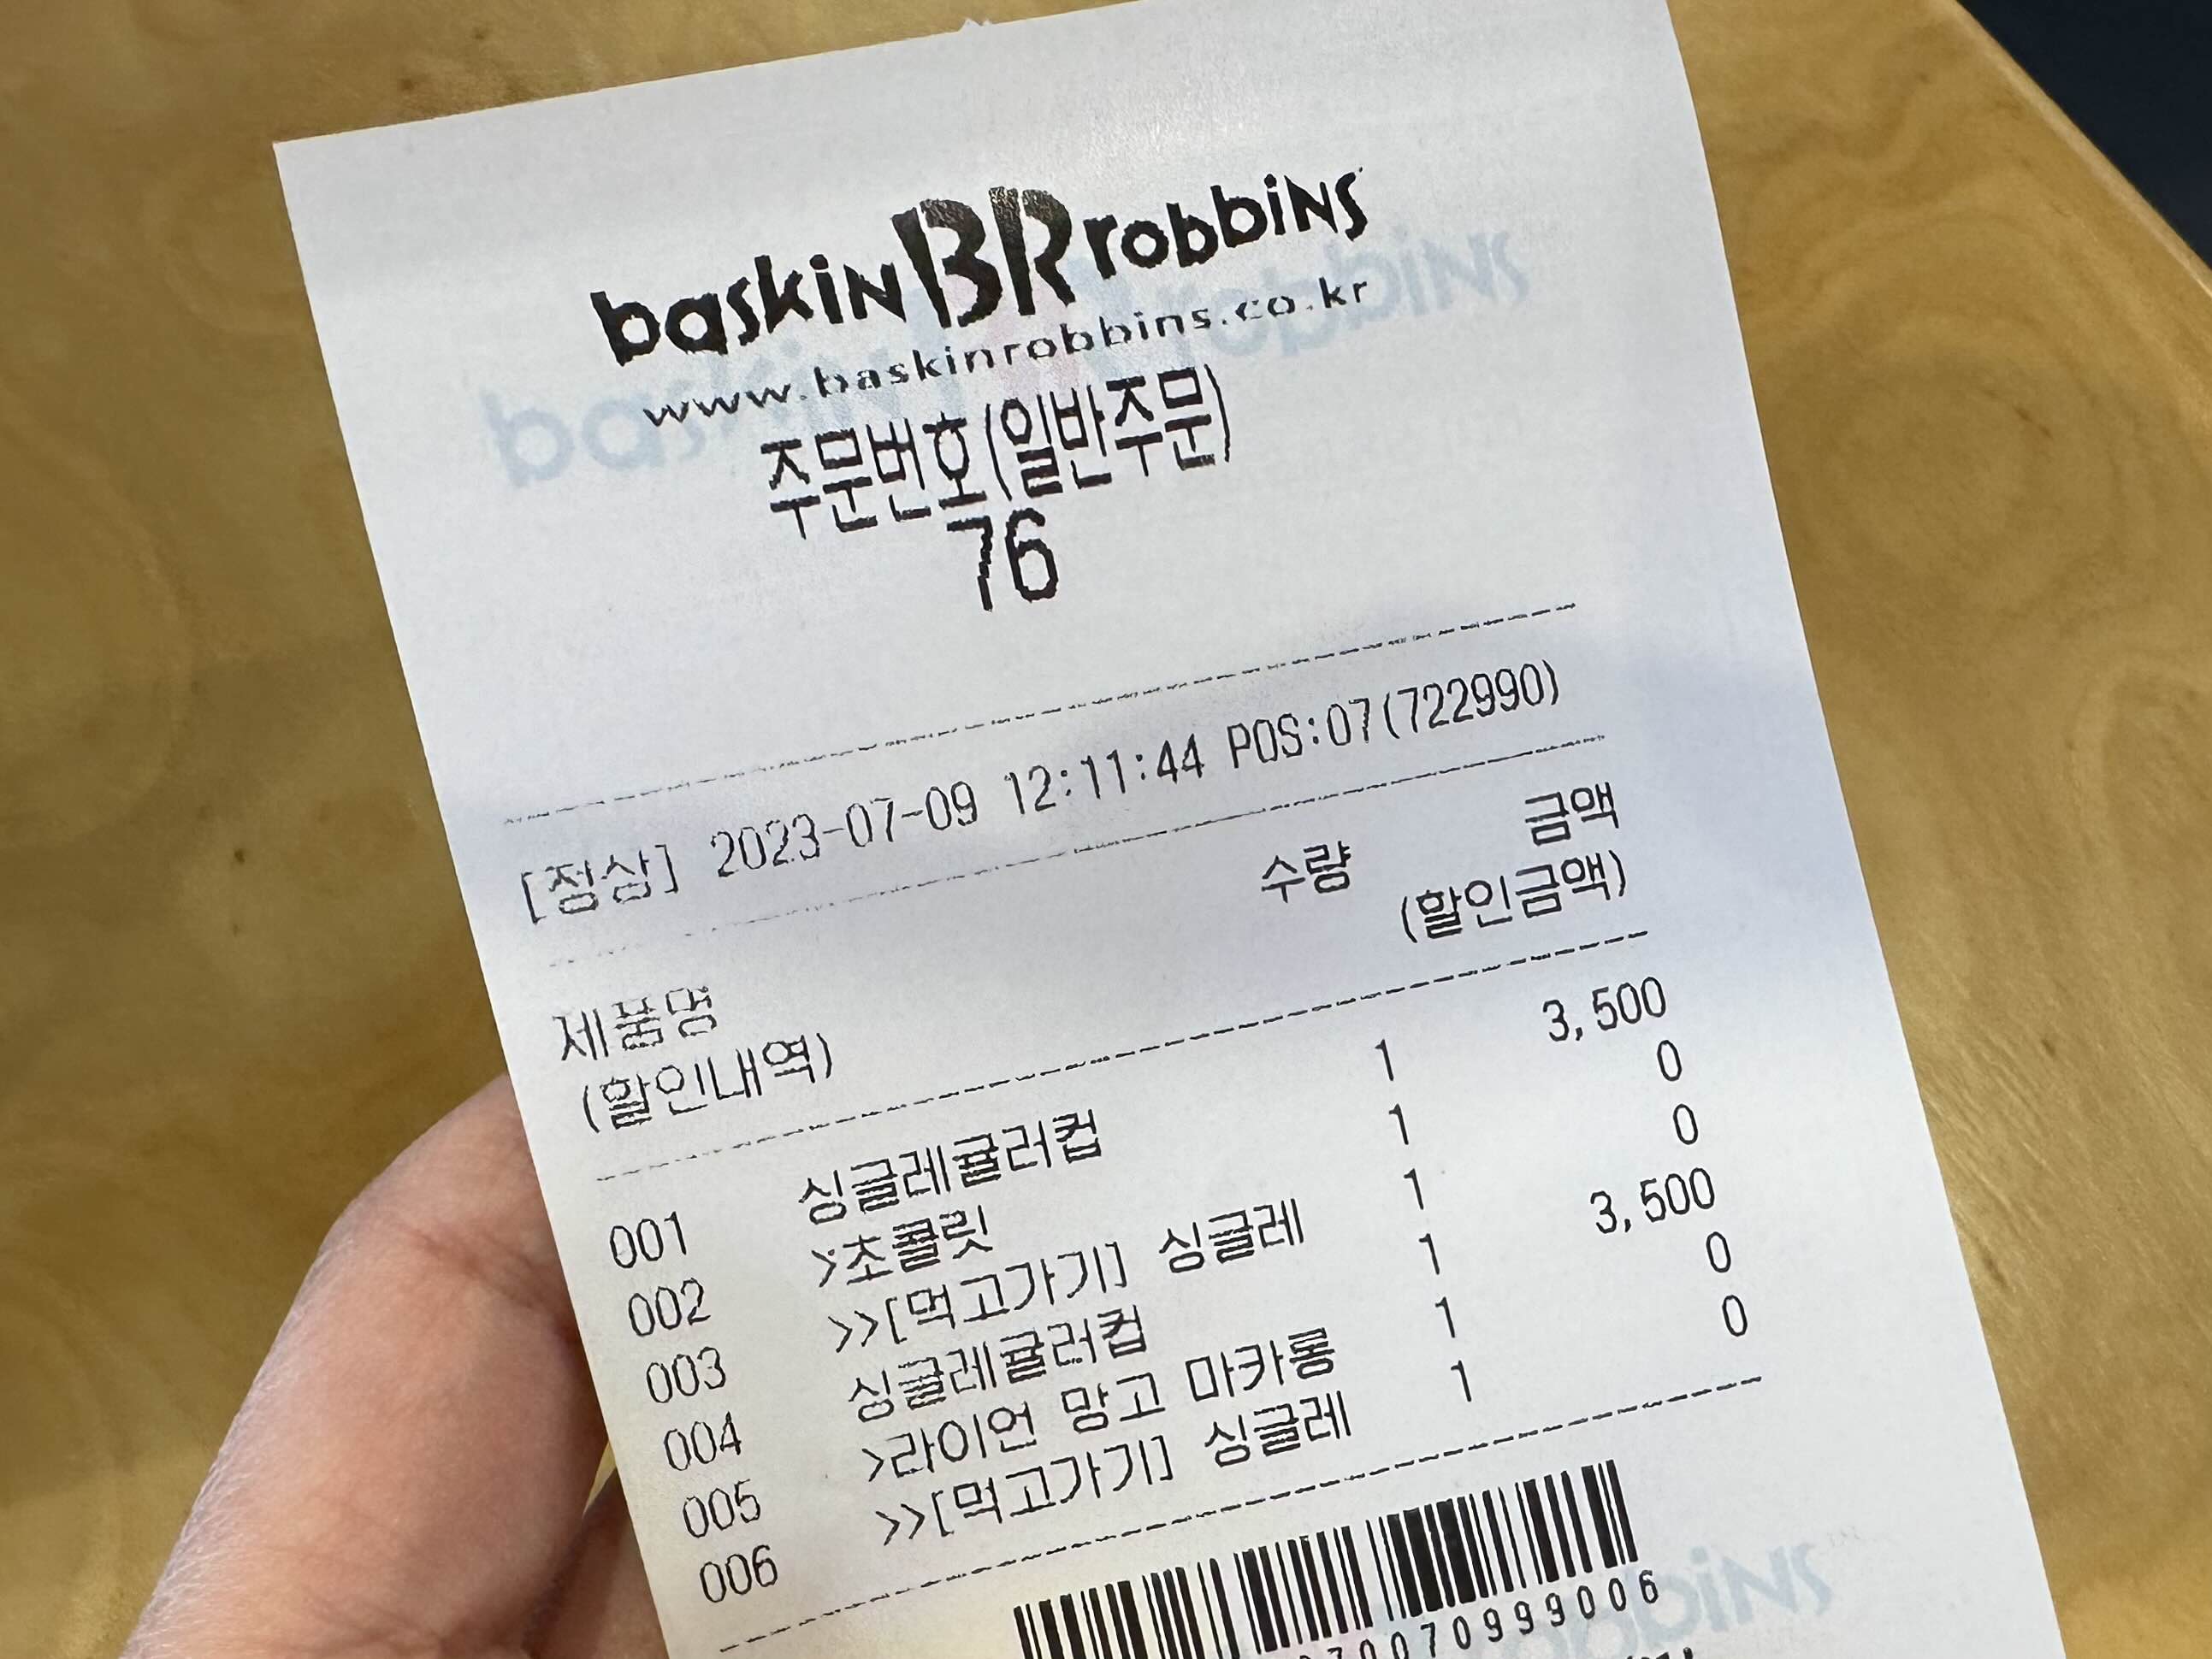 baskin BR robbins
www.baskinrobbins.co.kr
주문번호(일반주문)
76
[정상] 2023-07-09 12:11:44 POS:07(722990)
제품명 수량 금액
(할인내역) (할인금액)
001 싱글레귤러컵 1 3,500
002 >초콜릿 1 0
003 >>[먹고가기] 싱글레 1 0
004 싱글레귤러컵 1 3,500
005 >라이언 망고 마카롱 1 0
006 >>[먹고가기] 싱글레 1 0
70070999006